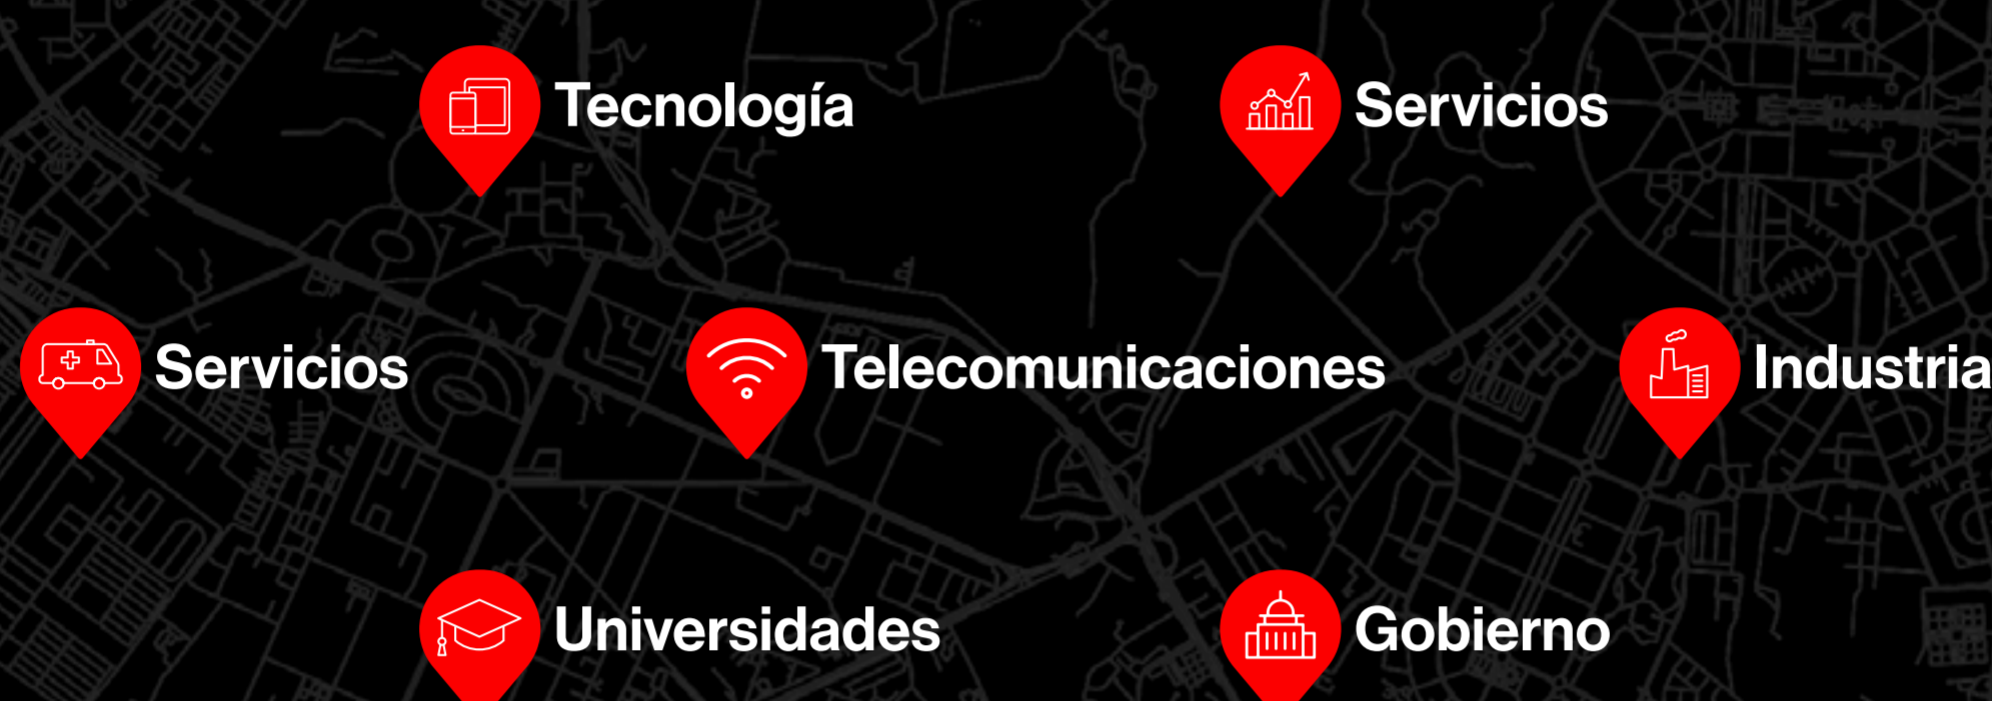 Tecnología
Servicios
Servicios
Telecomunicaciones
Industria
Universidades
Gobierno